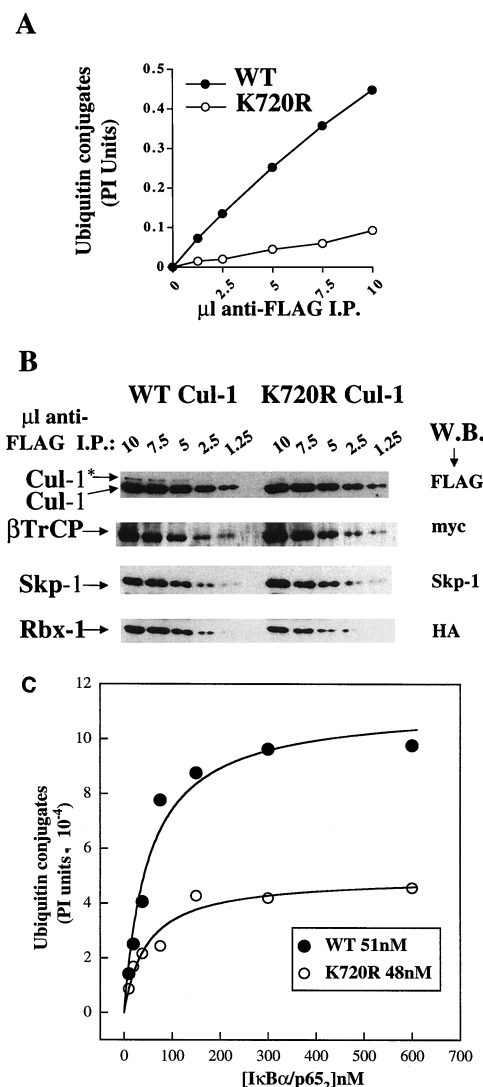 A
Ubiquitin conjugates
(PI Units)
0.5
0.4
0.3
0.2
0.1
0
WT
K720R
0
2.5
5
7.5
10
µl anti-FLAG I.P.
B
WT Cul-1
K720R Cul-1
µl anti-
FLAG I.P.:
10 7.5 5 2.5 1.25
10 7.5 5 2.5 1.25
W.B.
Cul-1*
Cul-1
FLAG
βTrCP
myc
Skp-1
Skp-1
Rbx-1
HA
C
Ubiquitin conjugates
(PI units · 10-4)
12
10
8
6
4
2
0
WT 51nM
K720R 48nM
0 100 200 300 400 500 600 700
[IκBα/p652]nM